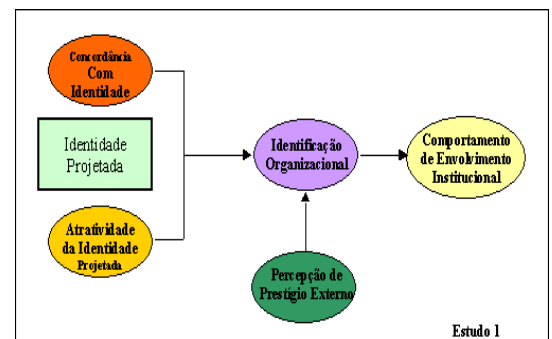 Concordância
Com
Identidade
Identidade
Projetada
Atratividade
da Identidade
Projetada
Identificação
Organizacional
Percepção de
Prestígio Externo
Comportamento
de Envolvimento
Institucional
Estudo 1